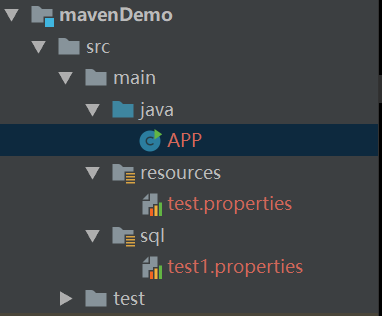 mavenDemo
src
main
java
C APP
resources
test.properties
sql
test1.properties
test